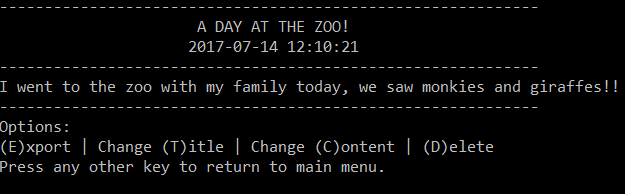 ------------------------------------------------------------
A DAY AT THE ZOO!
2017-07-14 12:10:21
------------------------------------------------------------
I went to the zoo with my family today, we saw monkies and giraffes!!
------------------------------------------------------------
Options:
(E)xport | Change (T)itle | Change (C)ontent | (D)elete
Press any other key to return to main menu.